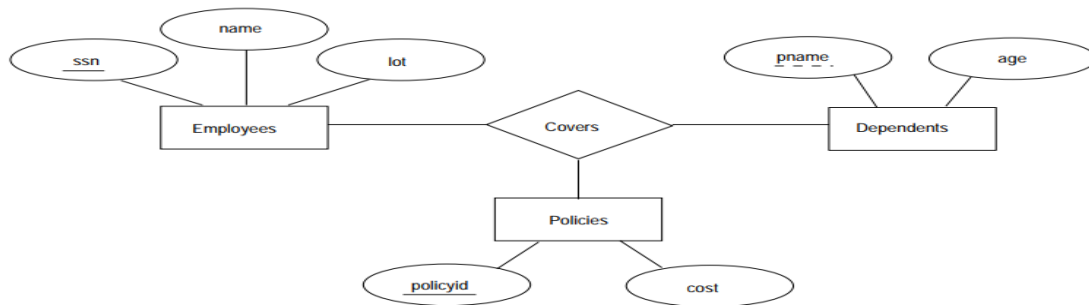 name
ssn
lot
pname
age
Employees
Covers
Dependents
Policies
policyid
cost